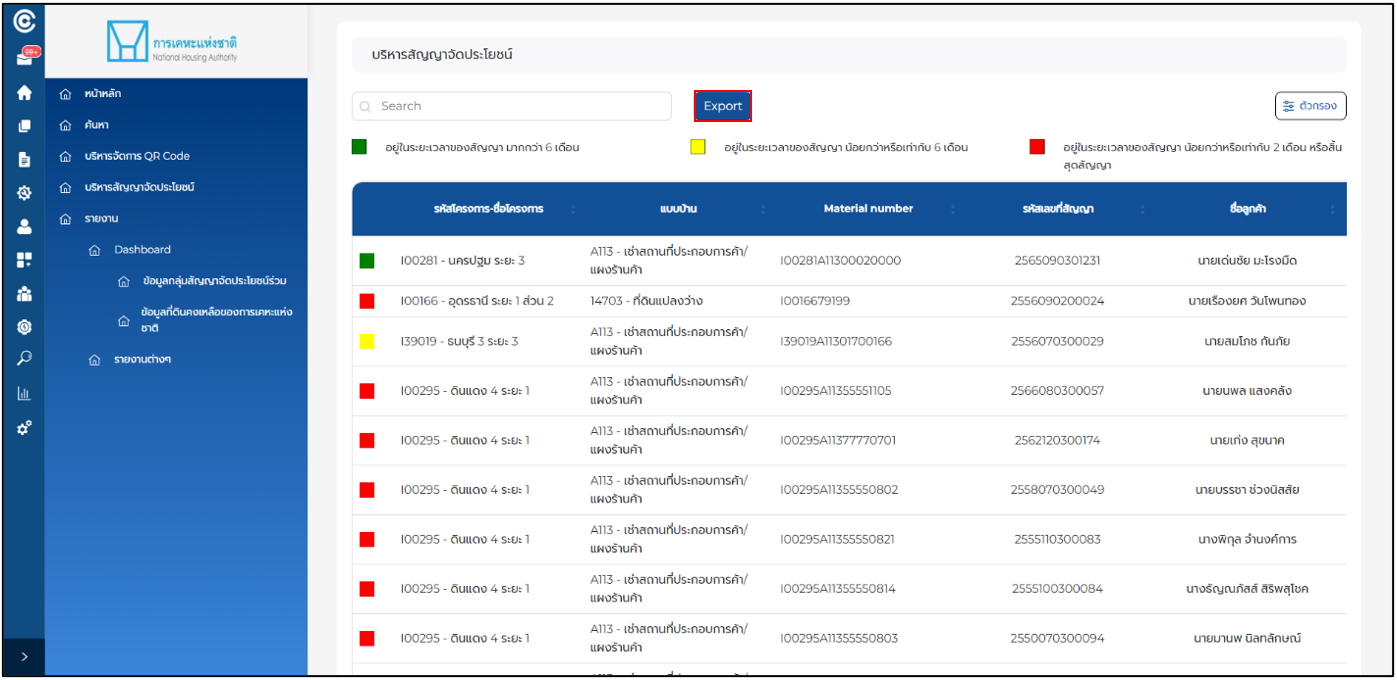 99+
การเคหะแห่งชาติ
National Housing Authority
หน้าหลัก
ค้นหา
บริหารจัดการ QR Code
บริหารสัญญาจัดประโยชน์
รายงาน
Dashboard
ข้อมูลกลุ่มสัญญาจัดประโยชน์ร่วม
ข้อมูลที่ดินคงเหลือของการเคหะแห่ง
ชาติ
รายงานต่างๆ
บริหารสัญญาจัดประโยชน์
Search
Export
ตัวกรอง
อยู่ในระยะเวลาของสัญญา มากกว่า 6 เดือน
อยู่ในระยะเวลาของสัญญา น้อยกว่าหรือเท่ากับ 6 เดือน
อยู่ในระยะเวลาของสัญญา น้อยกว่าหรือเท่ากับ 2 เดือน หรือสิ้น
สุดสัญญา
รหัสโครงการ-ชื่อโครงการ แบบบ้าน Material number รหัสเลขที่สัญญา ชื่อลูกค้า
A113 - เช่าสถานที่ประกอบการค้า/
I00281 - นครปฐม ระยะ 3 I00281A11300020000 2565090301231 นายเด่นชัย มะโรงมืด
แผงร้านค้า
I00166 - อุดรธานี ระยะ 1 ส่วน 2 14703 - ที่ดินแปลงว่าง I0016679199 2556090200024 นายเรืองยศ วันโพนทอง
A113 - เช่าสถานที่ประกอบการค้า/
I39019 - ธนบุรี 3 ระยะ 3 I39019A11301700166 2556070300029 นายสมโภช กันภัย
แผงร้านค้า
A113 - เช่าสถานที่ประกอบการค้า/
I00295 - ดินแดง 4 ระยะ 1 I00295A11355551105 2566080300057 นายนพล แสงคลัง
แผงร้านค้า
A113 - เช่าสถานที่ประกอบการค้า/
I00295 - ดินแดง 4 ระยะ 1 I00295A11377770701 2562120300174 นายเก่ง สุขนาค
แผงร้านค้า
A113 - เช่าสถานที่ประกอบการค้า/
I00295 - ดินแดง 4 ระยะ 1 I00295A11355550802 2558070300049 นายบรรชา ช่วงนิสสัย
แผงร้านค้า
A113 - เช่าสถานที่ประกอบการค้า/
I00295 - ดินแดง 4 ระยะ 1 I00295A11355550821 2555110300083 นางพิกุล จำนงค์การ
แผงร้านค้า
A113 - เช่าสถานที่ประกอบการค้า/
I00295 - ดินแดง 4 ระยะ 1 I00295A11355550814 2555100300084 นางธัญณภัสส์ สิริพสุโชค
แผงร้านค้า
A113 - เช่าสถานที่ประกอบการค้า/
I00295 - ดินแดง 4 ระยะ 1 I00295A11355550803 2550070300094 นายมานพ นิลทลักษณ์
แผงร้านค้า